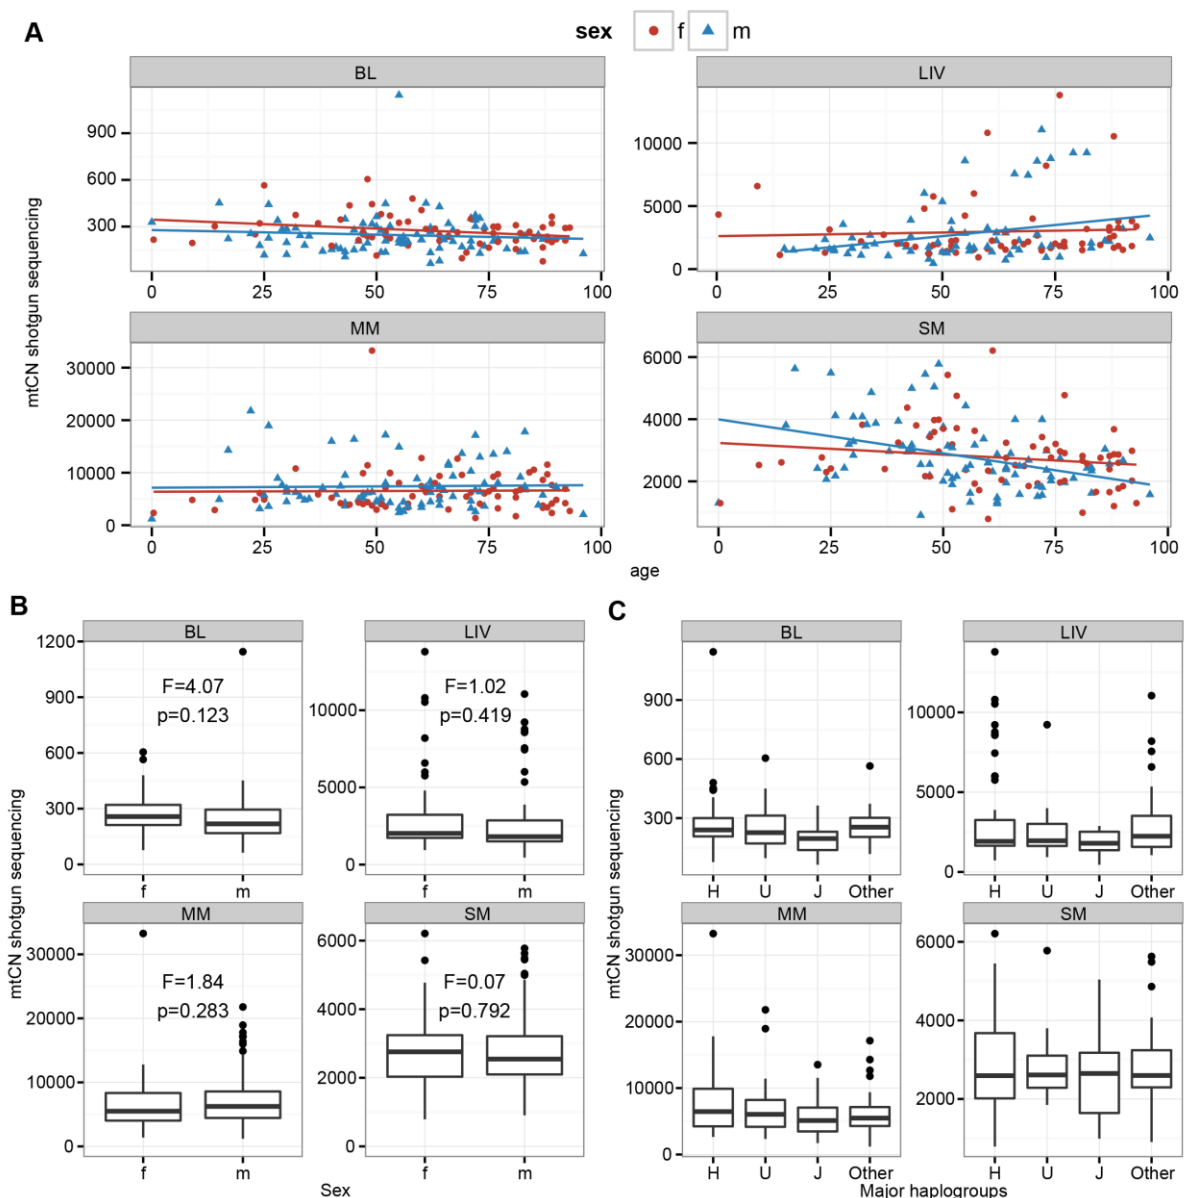 A
sex f m
BL LIV
mtCN shotgun sequencing
900
600
300
0 25 50 75 100
10000
5000
0
0 25 50 75 100
MM SM
30000
20000
10000
0
0 25 50 75 100
6000
4000
2000
0 25 50 75 100
age
B
BL LIV
mtCN shotgun sequencing
1200
900
600
300
0
F=4.07
p=0.123
f m
10000
5000
0
F=1.02
p=0.419
f m
MM SM
30000
20000
10000
0
F=1.84
p=0.283
f m
6000
4000
2000
0
F=0.07
p=0.792
f m
Sex
C
BL LIV
mtCN shotgun sequencing
900
600
300
H U J Other
10000
5000
0
H U J Other
MM SM
30000
20000
10000
0
H U J Other
6000
4000
2000
H U J Other
Major haplogroups